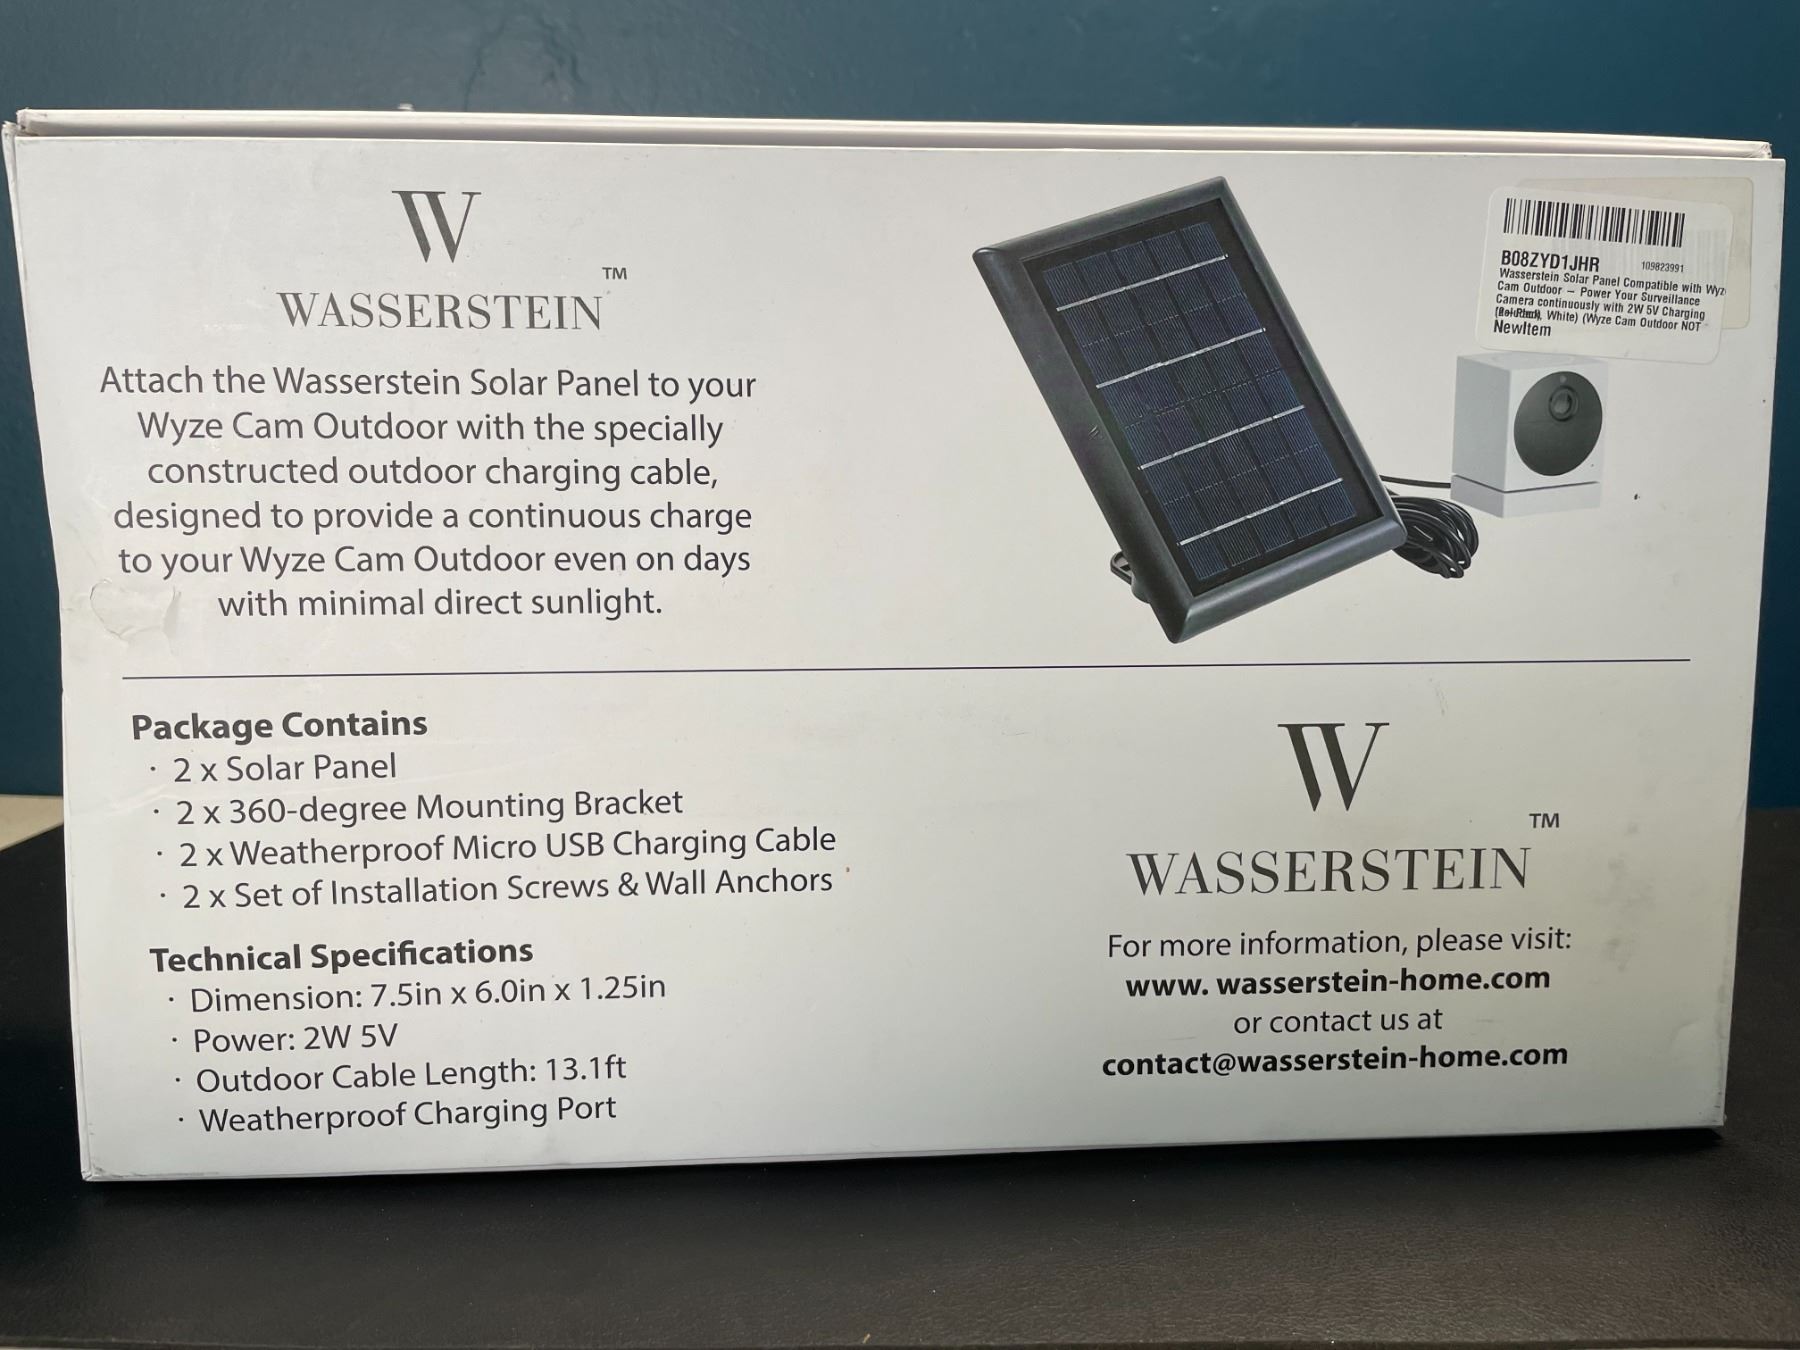 W
TM
WASSERSTEIN
Attach the Wasserstein Solar Panel to your
Wyze Cam Outdoor with the specially
constructed outdoor charging cable,
designed to provide a continuous charge
to your Wyze Cam Outdoor even on days
with minimal direct sunlight.
B08ZYD1JHR 109823991
Wasserstein Solar Panel Compatible with Wyz
Cam Outdoor – Power Your Surveillance
Camera continuously with 2W 5V Charging
White) (Wyze Cam Outdoor NOT
NewItem
Package Contains
· 2 x Solar Panel
· 2 x 360-degree Mounting Bracket
· 2 x Weatherproof Micro USB Charging Cable
· 2 x Set of Installation Screws & Wall Anchors
Technical Specifications
· Dimension: 7.5in x 6.0in x 1.25in
· Power: 2W 5V
· Outdoor Cable Length: 13.1ft
· Weatherproof Charging Port
W
TM
WASSERSTEIN
For more information, please visit:
www. wasserstein-home.com
or contact us at
contact@wasserstein-home.com